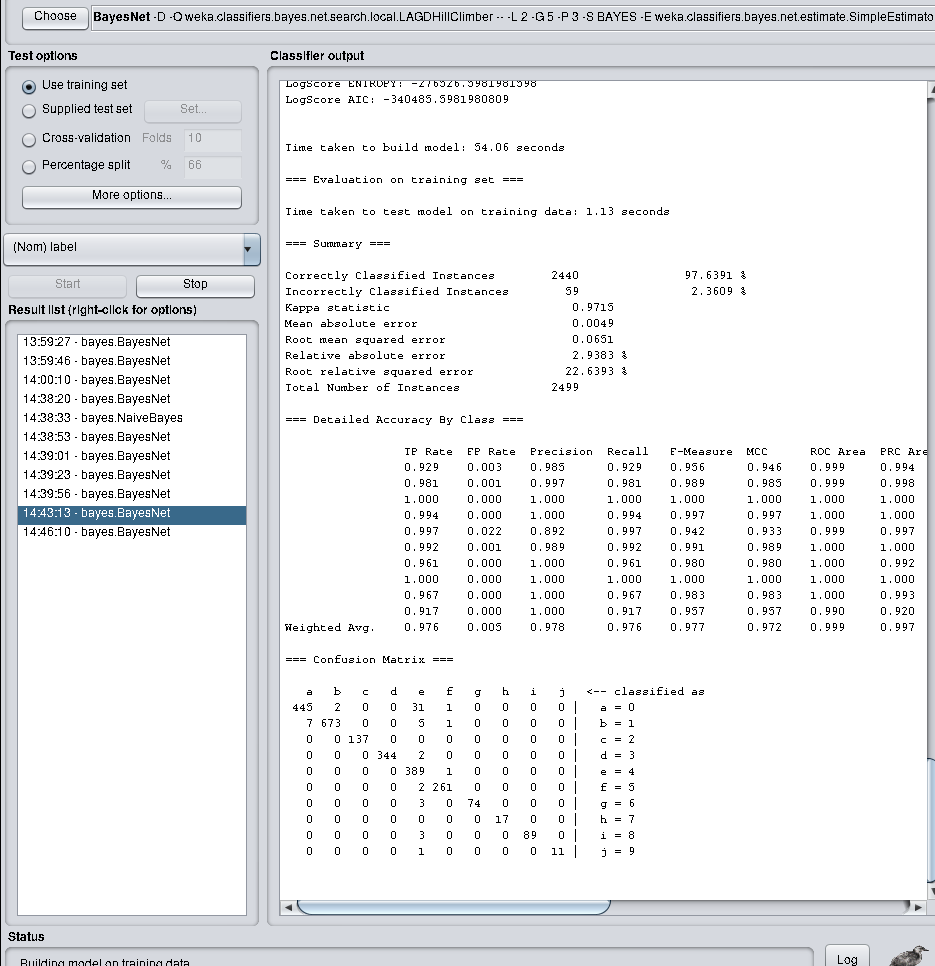 Choose BayesNet -D -Q weka.classifiers.bayes.net.search.local.LAGDHillClimber -- -L 2 -G 5 -P 3 -S BAYES -E weka.classifiers.bayes.net.estimate.SimpleEstimato
Test options
Use training set
Supplied test set Set...
Cross-validation Folds 10
Percentage split % 66
More options...
(Nom) label
Start Stop
Result list (right-click for options)
13:59:27 - bayes.BayesNet
13:59:46 - bayes.BayesNet
14:00:10 - bayes.BayesNet
14:38:20 - bayes.BayesNet
14:38:33 - bayes.NaiveBayes
14:38:53 - bayes.BayesNet
14:39:01 - bayes.BayesNet
14:39:23 - bayes.BayesNet
14:39:56 - bayes.BayesNet
14:43:13 - bayes.BayesNet
14:46:10 - bayes.BayesNet
Classifier output
LogScore ENTROPY: -276526.5981981598
LogScore AIC: -340485.5981980809
Time taken to build model: 54.06 seconds
=== Evaluation on training set ===
Time taken to test model on training data: 1.13 seconds
=== Summary ===
Correctly Classified Instances 2440 97.6391 %
Incorrectly Classified Instances 59 2.3609 %
Kappa statistic 0.9715
Mean absolute error 0.0049
Root mean squared error 0.0651
Relative absolute error 2.9383 %
Root relative squared error 22.6393 %
Total Number of Instances 2499
=== Detailed Accuracy By Class ===
TP Rate FP Rate Precision Recall F-Measure MCC ROC Area PRC Are
0.929 0.003 0.985 0.929 0.956 0.946 0.999 0.994
0.981 0.001 0.997 0.981 0.989 0.985 0.999 0.998
1.000 0.000 1.000 1.000 1.000 1.000 1.000 1.000
0.994 0.000 1.000 0.994 0.997 0.997 1.000 1.000
0.997 0.022 0.892 0.997 0.942 0.933 0.999 0.997
0.992 0.001 0.989 0.992 0.991 0.989 1.000 1.000
0.961 0.000 1.000 0.961 0.980 0.980 1.000 0.992
1.000 0.000 1.000 1.000 1.000 1.000 1.000 1.000
0.967 0.000 1.000 0.967 0.983 0.983 1.000 0.993
0.917 0.000 1.000 0.917 0.957 0.957 0.990 0.920
Weighted Avg. 0.976 0.005 0.978 0.976 0.977 0.972 0.999 0.997
=== Confusion Matrix ===
a b c d e f g h i j <-- classified as
445 2 0 0 31 1 0 0 0 0 | a = 0
7 673 0 0 5 1 0 0 0 0 | b = 1
0 0 137 0 0 0 0 0 0 0 | c = 2
0 0 0 344 2 0 0 0 0 0 | d = 3
0 0 0 0 389 1 0 0 0 0 | e = 4
0 0 0 0 2 261 0 0 0 0 | f = 5
0 0 0 0 3 0 74 0 0 0 | g = 6
0 0 0 0 0 0 0 17 0 0 | h = 7
0 0 0 0 3 0 0 0 89 0 | i = 8
0 0 0 0 1 0 0 0 0 11 | j = 9
Status
Building model on training data
Log